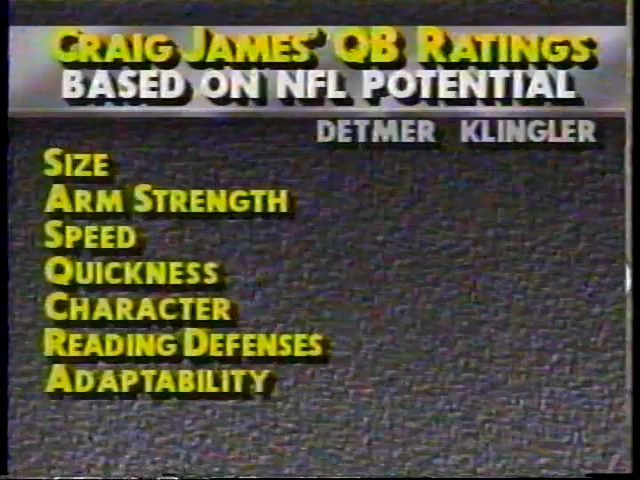 CRAIG JAMES' QB RATINGS
BASED ON NFL POTENTIAL
DETMER KLINGLER
SIZE
ARM STRENGTH
SPEED
QUICKNESS
CHARACTER
READING DEFENSES
ADAPTABILITY